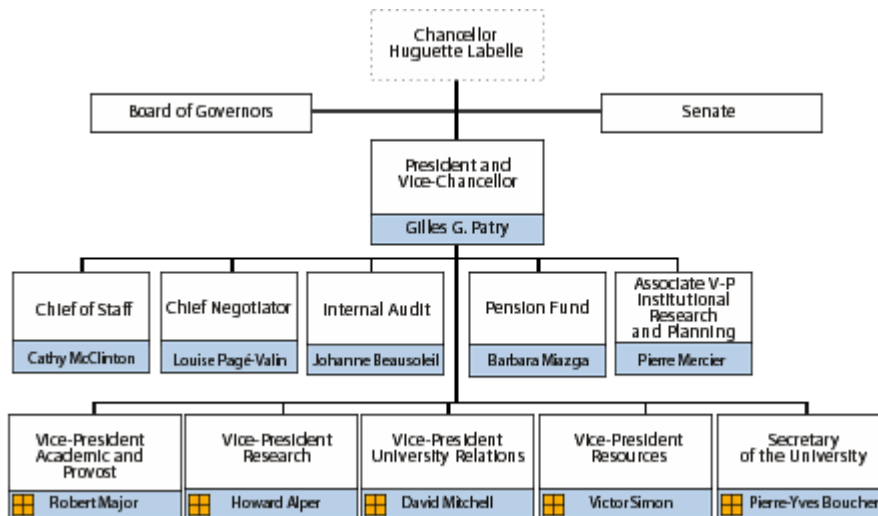 Chancellor
Huguette Labelle
Board of Governors
Senate
President and
Vice-Chancellor
Gilles G. Patry
Chief of Staff
Cathy McClinton
Chief Negotiator
Louise Pagé-Valin
Internal Audit
Johanne Beausoleil
Pension Fund
Barbara Miazga
Associate V-P
Institutional
Research
and Planning
Pierre Mercier
Vice-President
Academic and
Provost
Robert Major
Vice-President
Research
Howard Alper
Vice-President
University Relations
David Mitchell
Vice-President
Resources
Victor Simon
Secretary
of the University
Pierre-Yves Boucher